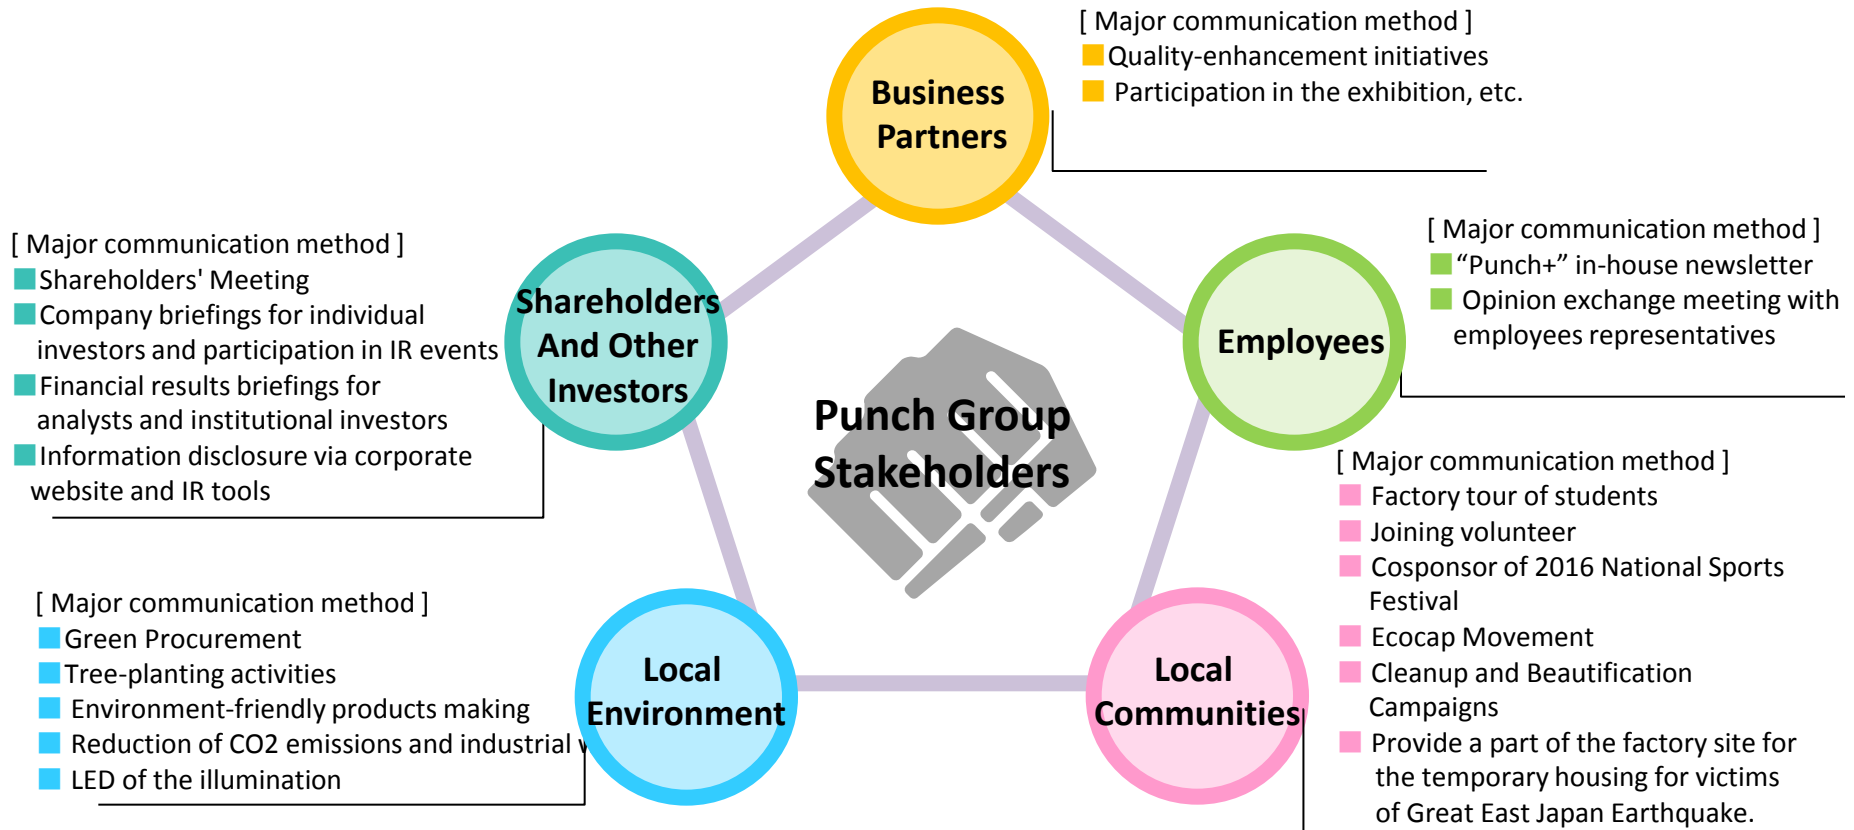 [ Major communication method ]
Quality-enhancement initiatives
Participation in the exhibition, etc.
Business
Partners
[ Major communication method ]
Shareholders' Meeting
Company briefings for individual
investors and participation in IR events
Financial results briefings for
analysts and institutional investors
Information disclosure via corporate
website and IR tools
Shareholders
And Other
Investors
[ Major communication method ]
“Punch+” in-house newsletter
Opinion exchange meeting with
employees representatives
Employees
Punch Group
Stakeholders
[ Major communication method ]
Factory tour of students
Joining volunteer
Cosponsor of 2016 National Sports
Festival
Ecocap Movement
Cleanup and Beautification
Campaigns
Provide a part of the factory site for
the temporary housing for victims
of Great East Japan Earthquake.
Local
Communities
[ Major communication method ]
Green Procurement
Tree-planting activities
Environment-friendly products making
Reduction of CO2 emissions and industrial
LED of the illumination
Local
Environment